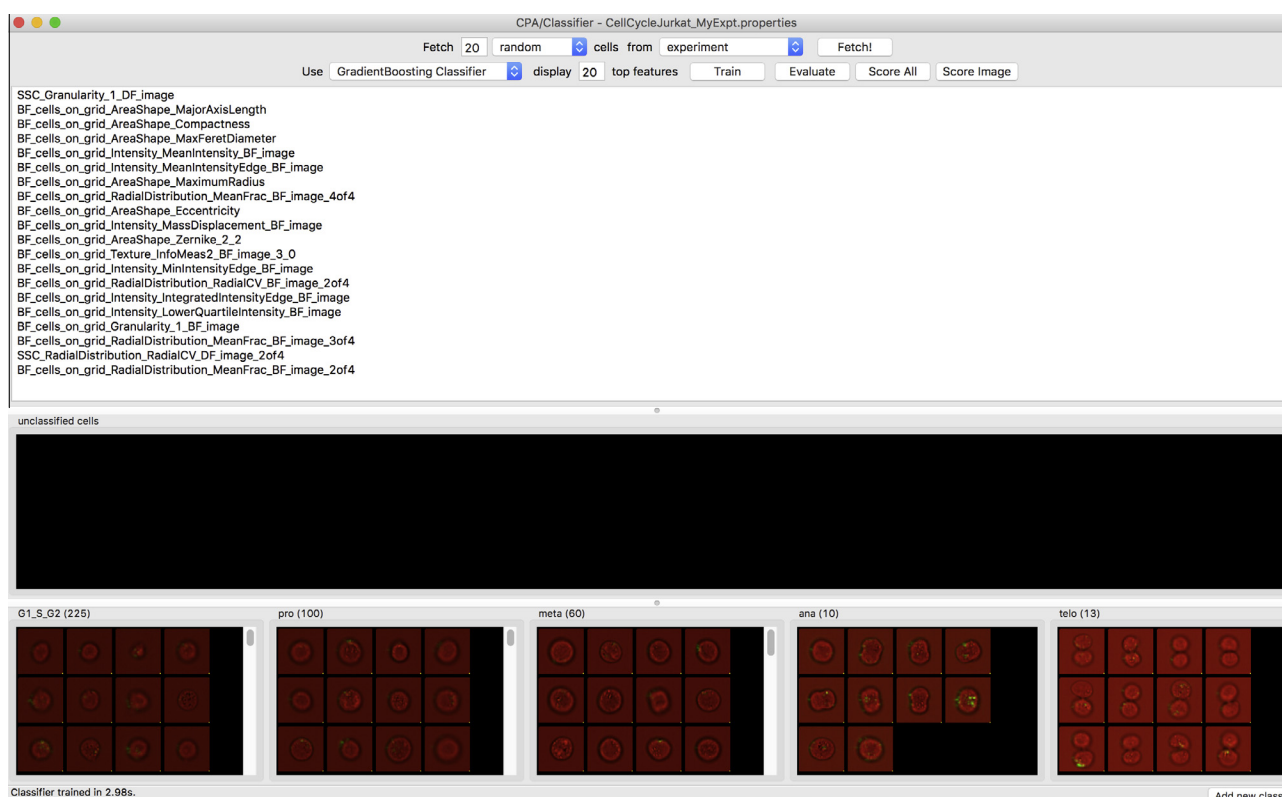 CPA/Classifier - CellCycleJurkat_MyExpt.properties
Fetch 20 random cells from experiment Fetch!
Use GradientBoosting Classifier display 20 top features Train Evaluate Score All Score Image
SSC_Granularity_1_DF_image
BF_cells_on_grid_AreaShape_MajorAxisLength
BF_cells_on_grid_AreaShape_Compactness
BF_cells_on_grid_AreaShape_MaxFeretDiameter
BF_cells_on_grid_Intensity_MeanIntensity_BF_image
BF_cells_on_grid_Intensity_MeanIntensityEdge_BF_image
BF_cells_on_grid_AreaShape_MaximumRadius
BF_cells_on_grid_RadialDistribution_MeanFrac_BF_image_4of4
BF_cells_on_grid_AreaShape_Eccentricity
BF_cells_on_grid_Intensity_MassDisplacement_BF_image
BF_cells_on_grid_AreaShape_Zernike_2_2
BF_cells_on_grid_Texture_InfoMeas2_BF_image_3_0
BF_cells_on_grid_Intensity_MinIntensityEdge_BF_image
BF_cells_on_grid_RadialDistribution_RadialCV_BF_image_2of4
BF_cells_on_grid_Intensity_IntegratedIntensityEdge_BF_image
BF_cells_on_grid_Intensity_LowerQuartileIntensity_BF_image
BF_cells_on_grid_Granularity_1_BF_image
BF_cells_on_grid_RadialDistribution_MeanFrac_BF_image_3of4
SSC_RadialDistribution_RadialCV_DF_image_2of4
BF_cells_on_grid_RadialDistribution_MeanFrac_BF_image_2of4
unclassified cells
G1_S_G2 (225) pro (100) meta (60) ana (10) telo (13)
Classifier trained in 2.98s. Add new class